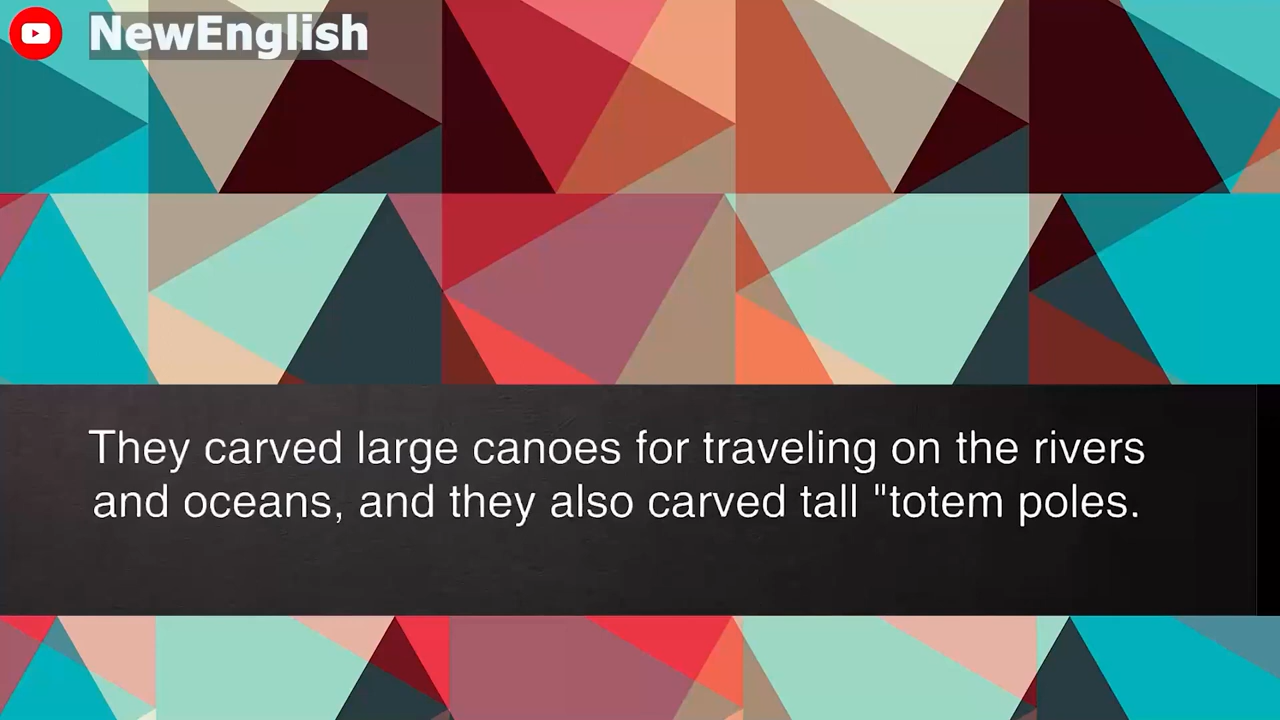 NewEnglish
They carved large canoes for traveling on the rivers
and oceans, and they also carved tall "totem poles.